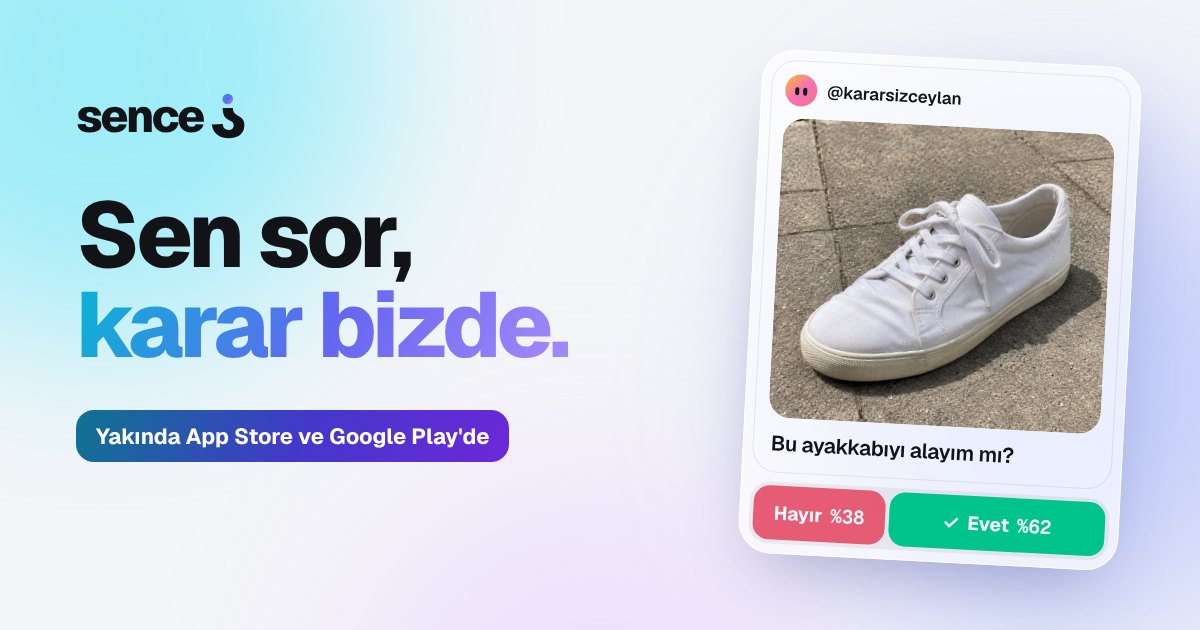 sence
Sen sor,
karar bizde.
Yakında App Store ve Google Play'de
@kararsizceylan
Bu ayakkabıyı alayım mı?
Hayır %38
✓ Evet %62